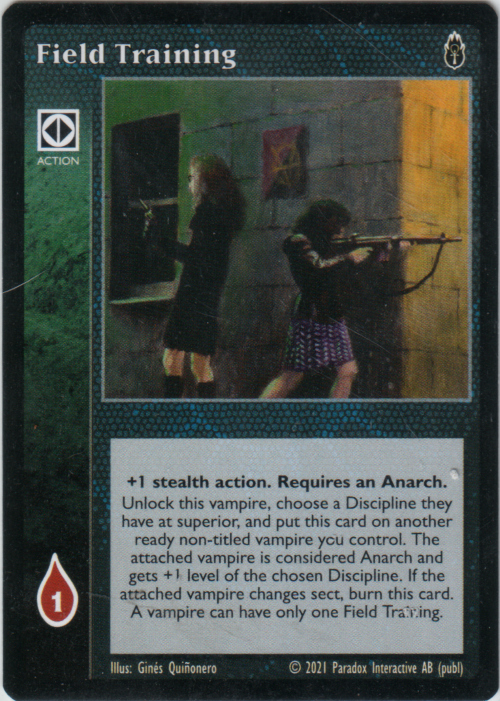 Field Training
ACTION
+1 stealth action. Requires an Anarch.
Unlock this vampire, choose a Discipline they
have at superior, and put this card on another
ready non-titled vampire you control. The
attached vampire is considered Anarch and
gets +1 level of the chosen Discipline. If the
attached vampire changes sect, burn this card.
A vampire can have only one Field Training.
1
Illus: Ginés Quiñonero
© 2021 Paradox Interactive AB (publ)